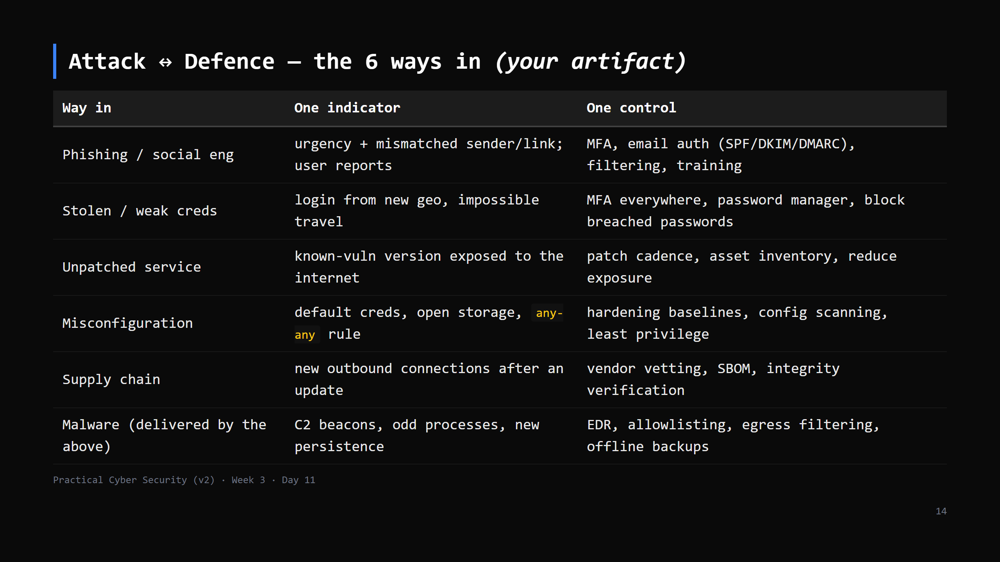 Attack ↔ Defence — the 6 ways in (your artifact)
Way in One indicator One control
Phishing / social eng
urgency + mismatched sender/link;
user reports
MFA, email auth (SPF/DKIM/DMARC),
filtering, training
Stolen / weak creds
login from new geo, impossible
travel
MFA everywhere, password manager, block
breached passwords
Unpatched service
known-vuln version exposed to the
internet
patch cadence, asset inventory, reduce
exposure
Misconfiguration
default creds, open storage, any-
any rule
hardening baselines, config scanning,
least privilege
Supply chain
new outbound connections after an
update
vendor vetting, SBOM, integrity
verification
Malware (delivered by the
above)
C2 beacons, odd processes, new
persistence
EDR, allowlisting, egress filtering,
offline backups
Practical Cyber Security (v2) · Week 3 · Day 11
14